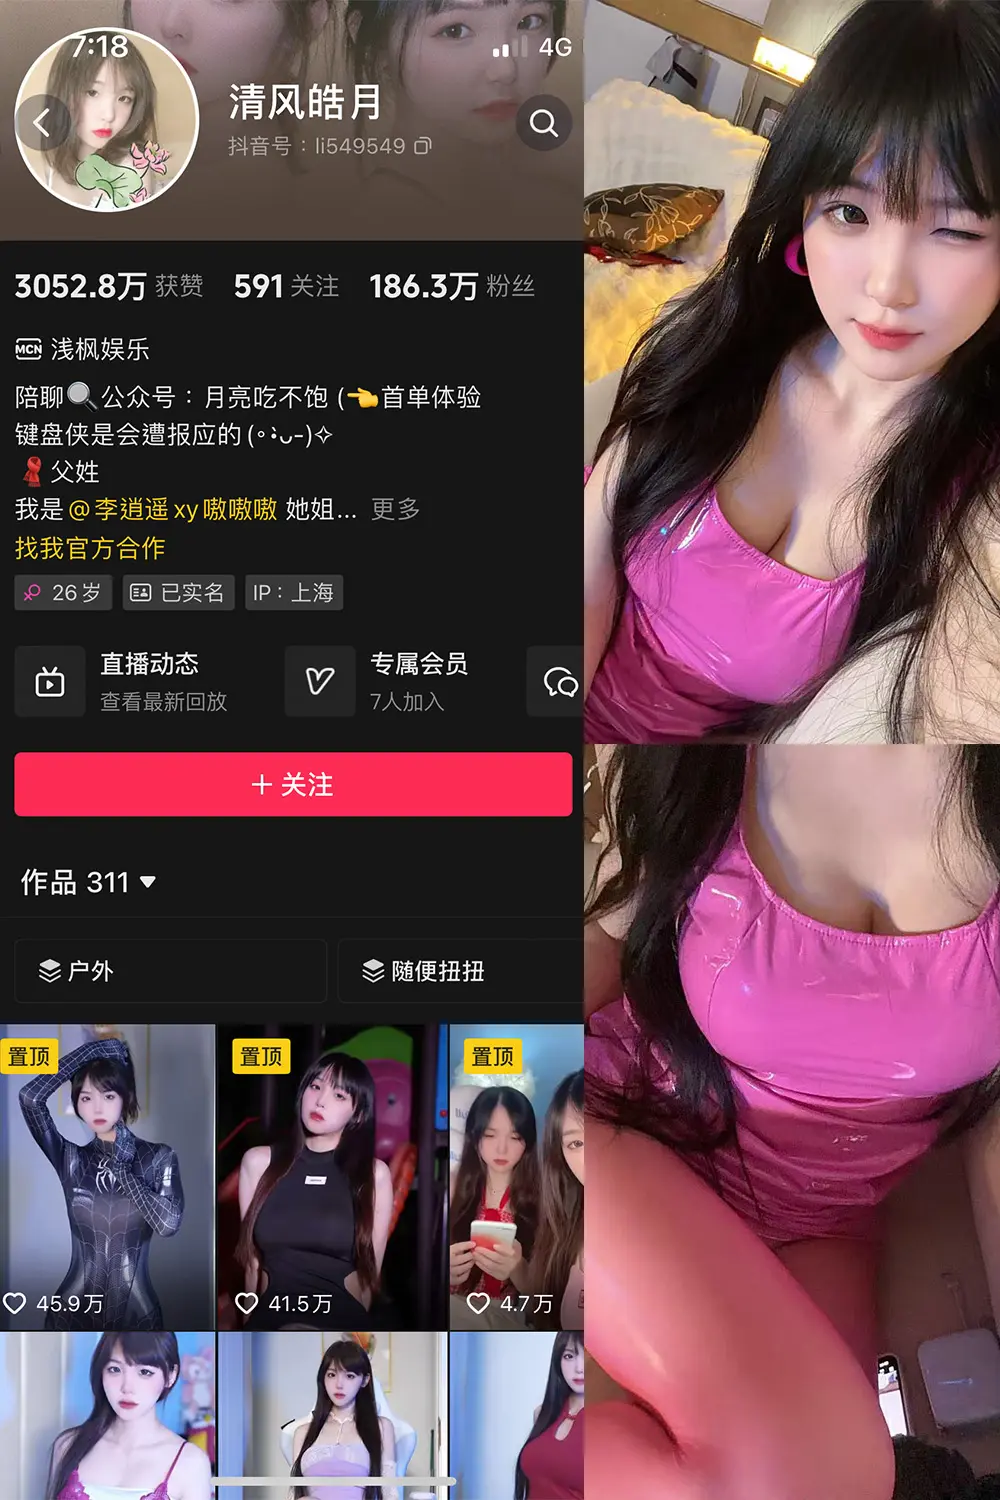 7:18
4G
清风皓月
抖音号：li549549
3052.8万 获赞 591 关注 186.3万 粉丝
MCN 浅枫娱乐
陪聊🔍公众号：月亮吃不饱 (👈首单体验
键盘侠是会遭报应的 (∘•̀ᴗ-)✧
🧣父姓
我是 @李逍遥xy嗷嗷嗷 她姐... 更多
找我官方合作
26岁 已实名 IP：上海
直播动态
查看最新回放
专属会员
7人加入
+ 关注
作品 311
户外
随便扭扭
置顶
置顶
置顶
45.9万
41.5万
4.7万